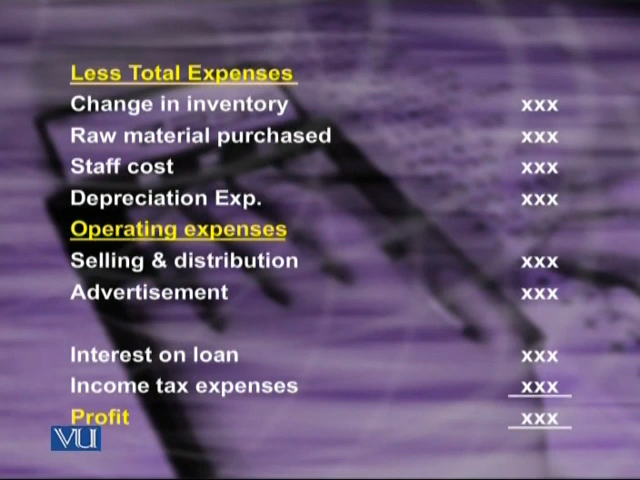 Less Total Expenses
Change in inventory xxx
Raw material purchased xxx
Staff cost xxx
Depreciation Exp. xxx
Operating expenses
Selling & distribution xxx
Advertisement xxx
Interest on loan xxx
Income tax expenses xxx
Profit xxx
VU